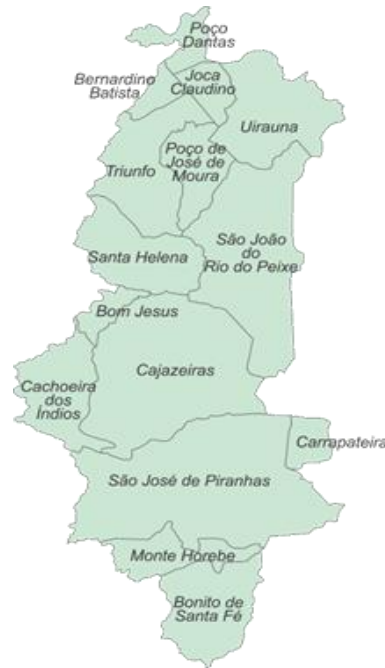 Poço
Dantas
Bernardino
Batista
Joca
Claudino
Uirauna
Poço de
José de
Moura
Triunfo
São João
do
Rio do Peixe
Santa Helena
Bom Jesus
Cajazeiras
Cachoeira
dos
Índios
Carrapateira
São José de Piranhas
Monte Horebe
Bonito de
Santa Fé